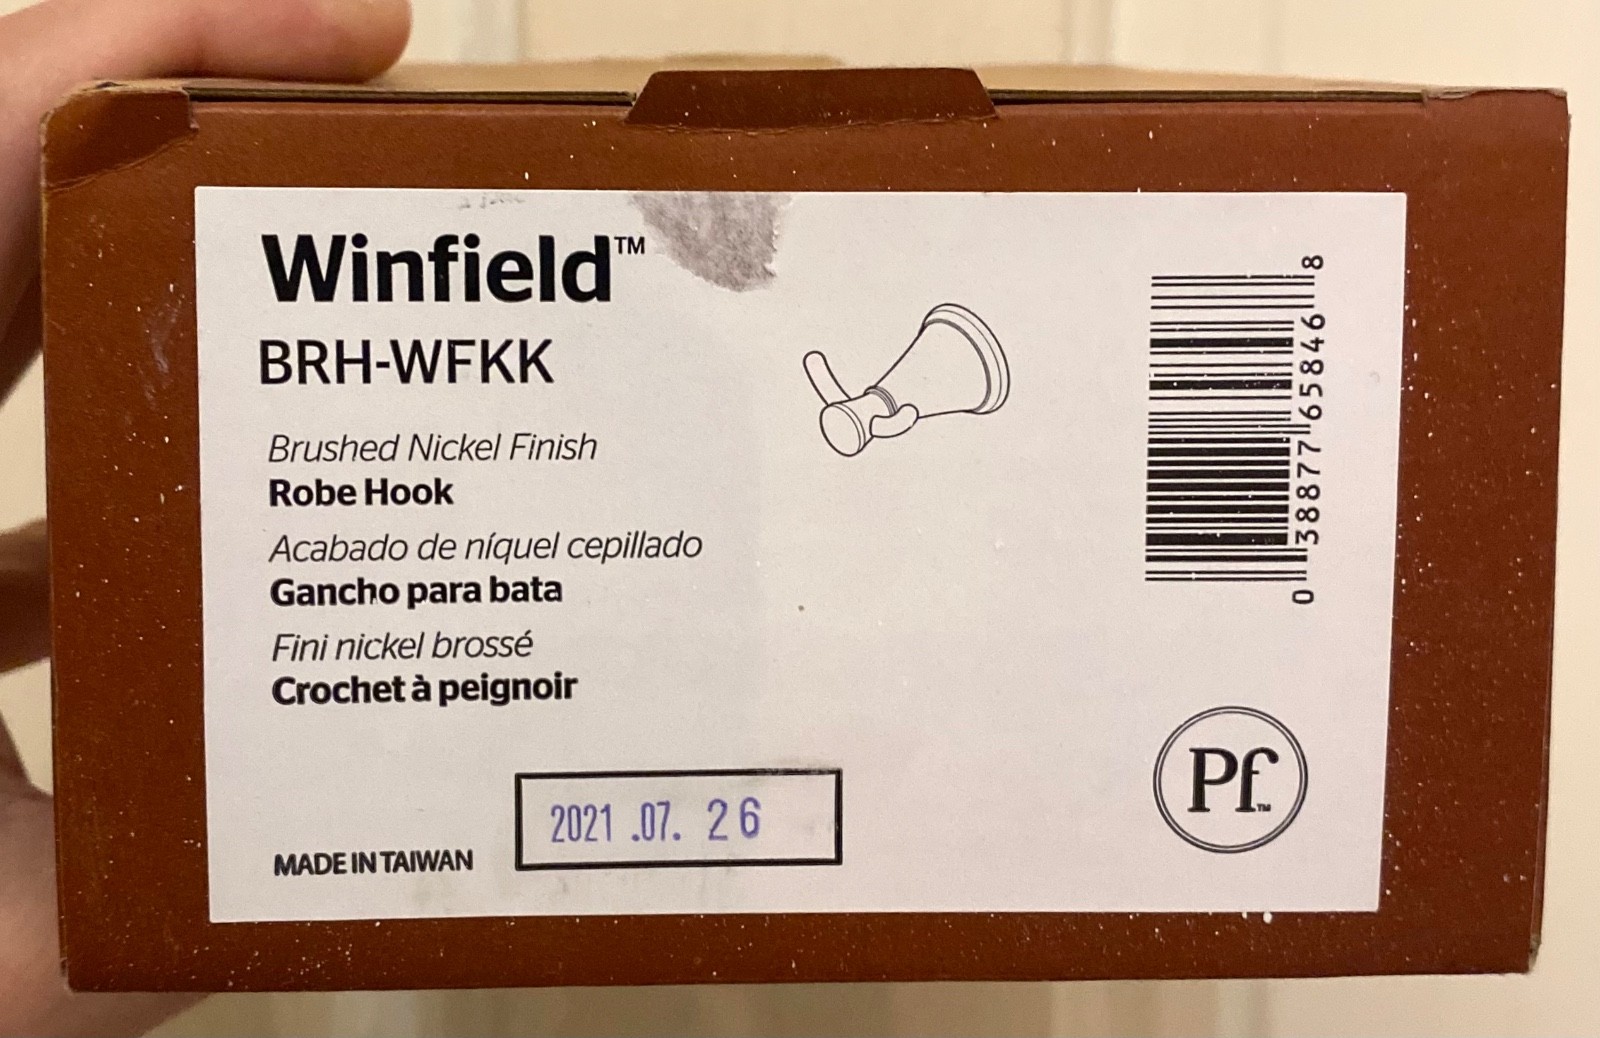 Winfield™
BRH-WFKK
Brushed Nickel Finish
Robe Hook
Acabado de níquel cepillado
Gancho para bata
Fini nickel brossé
Crochet à peignoir
MADE IN TAIWAN
2021 .07. 26
0 38877 65846 8
Pf™